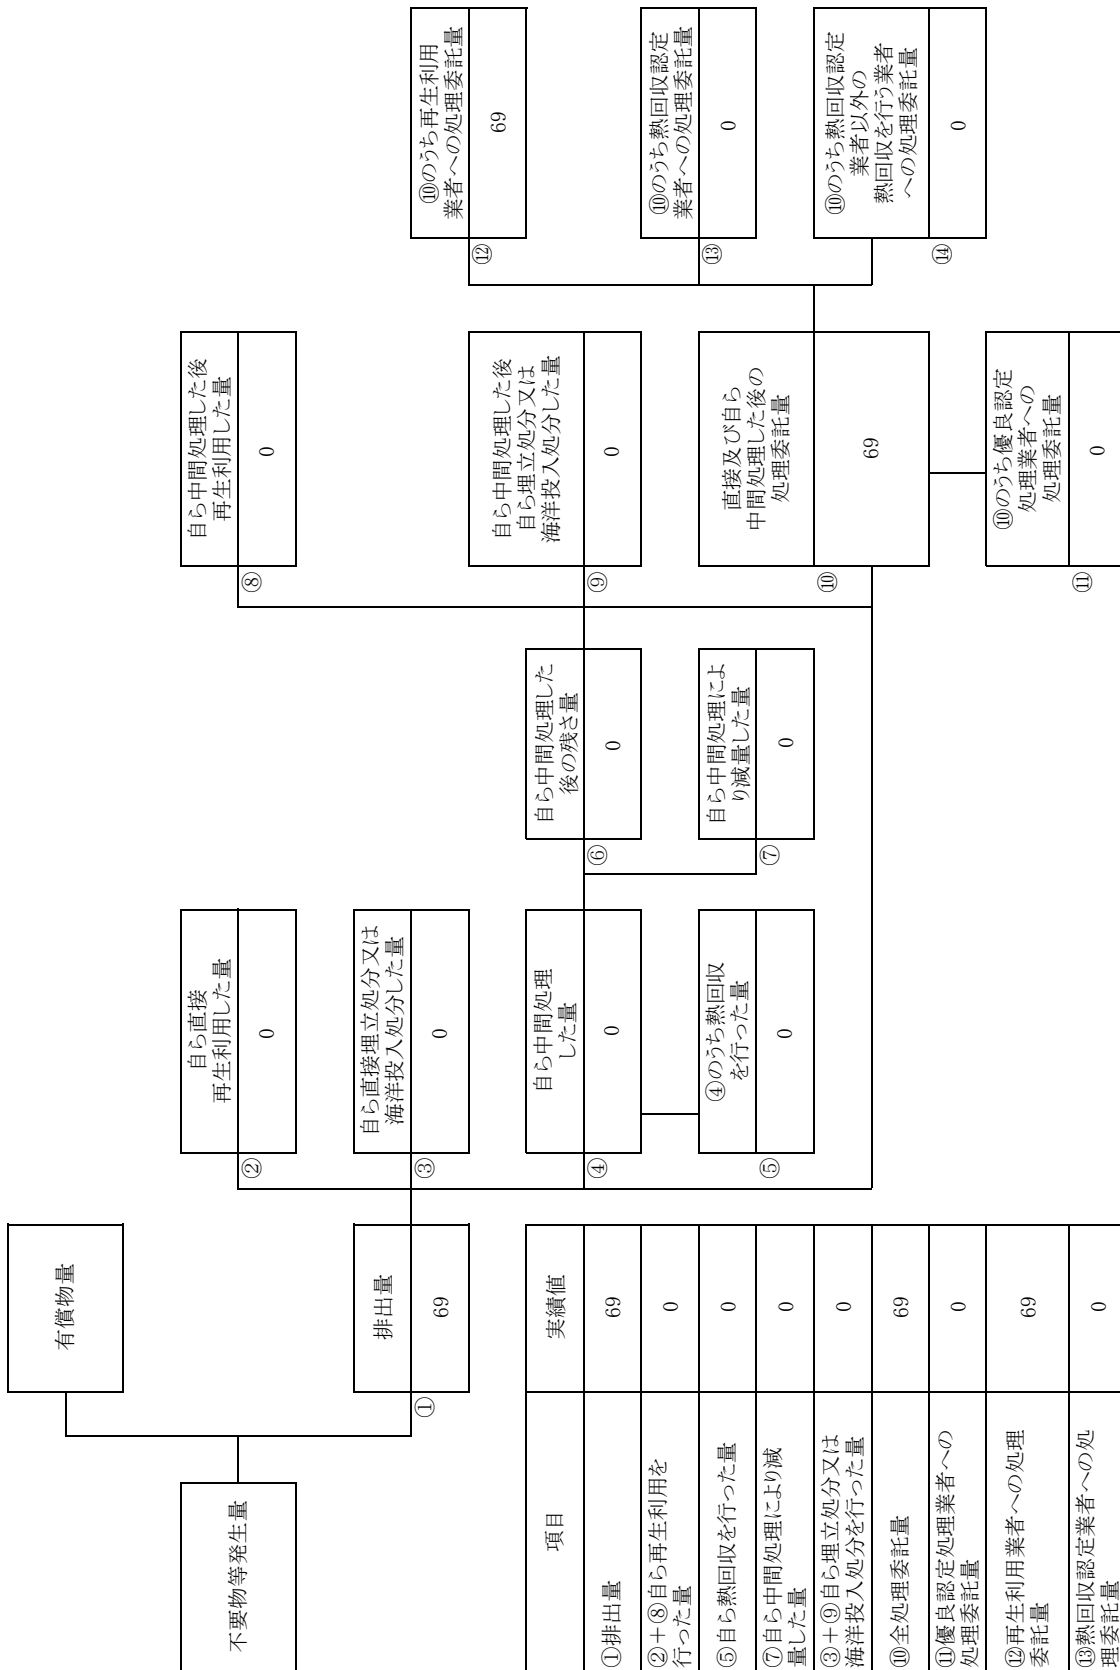 不要物等発生量
有償物量
排出量
①
69
自ら直接
再生利用した量
②
0
自ら直接埋立処分又は
海洋投入処分した量
③
0
自ら中間処理
した量
④
0
④のうち熱回収
を行った量
⑤
0
自ら中間処理した
後の残さ量
⑥
0
自ら中間処理によ
り減量した量
⑦
0
自ら中間処理した後
再生利用した量
⑧
0
自ら中間処理した後
自ら埋立処分又は
海洋投入処分した量
⑨
0
直接及び自ら
中間処理した後の
処理委託量
⑩
69
⑩のうち優良認定
処理業者への
処理委託量
⑪
0
⑩のうち再生利用
業者への処理委託量
⑫
69
⑩のうち熱回収認定
業者への処理委託量
⑬
0
⑩のうち熱回収認定
業者以外の
熱回収を行う業者
への処理委託量
⑭
0
項目
実績値
①排出量
69
②+⑧自ら再生利用を
行った量
0
⑤自ら熱回収を行った量
0
⑦自ら中間処理により減
量した量
0
③+⑨自ら埋立処分又は
海洋投入処分を行った量
0
⑩全処理委託量
69
⑪優良認定処理業者への
処理委託量
0
⑫再生利用業者への処理
委託量
69
⑬熱回収認定業者への処
理委託量
0